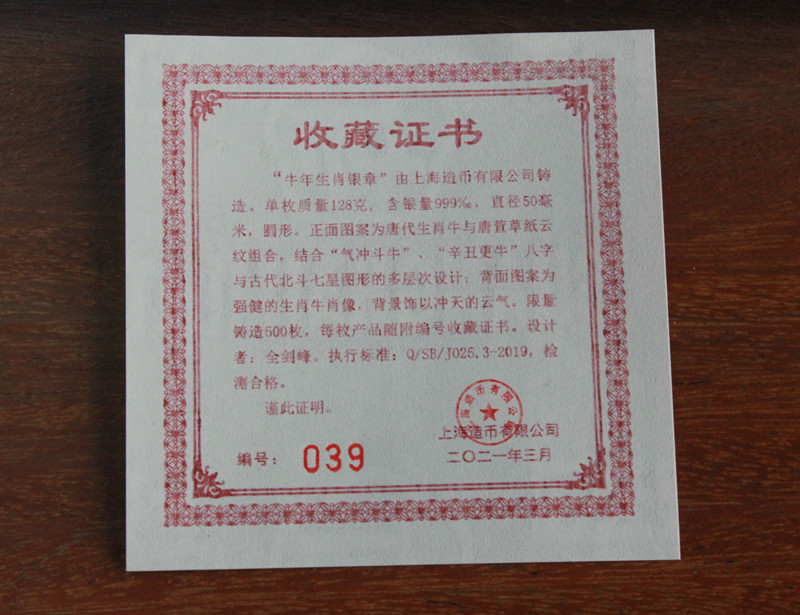 收藏证书
“牛年生肖银章”由上海造币有限公司铸
造。单枚质量128克，含银量999‰，直径50毫
米，圆形。正面图案为唐代生肖牛与唐萱草纸云
纹组合，结合“气冲斗牛”、“辛丑更牛”八字
与古代北斗七星图形的多层次设计；背面图案为
强健的生肖牛肖像，背景饰以冲天的云气。限量
铸造500枚，每枚产品随附编号收藏证书。设计
者：全剑峰。执行标准：Q/SB/J025.3-2019，检
测合格。
谨此证明。
上海造币有限公司
上海造币有限公司
编号： 039 二〇二一年三月